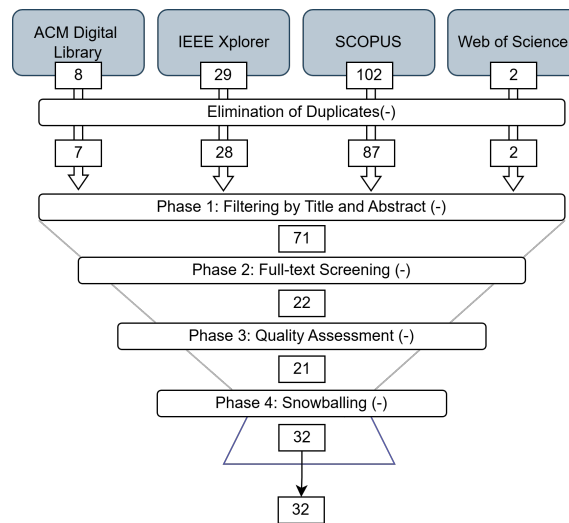 ACM Digital
Library
IEEE Xplorer
SCOPUS
Web of Science
8
29
102
2
Elimination of Duplicates(-)
7
28
87
2
Phase 1: Filtering by Title and Abstract (-)
71
Phase 2: Full-text Screening (-)
22
Phase 3: Quality Assessment (-)
21
Phase 4: Snowballing (-)
32
32